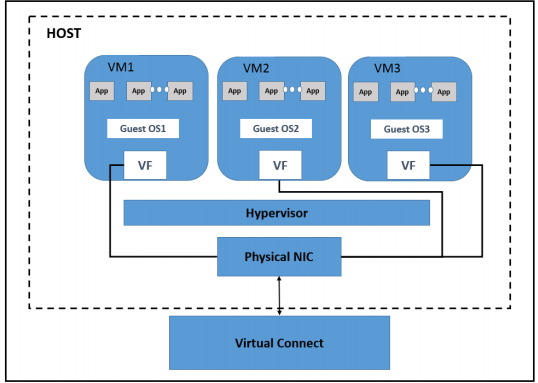 HOST
VM1
VM2
VM3
App App App
App App App
App App App
Guest OS1
Guest OS2
Guest OS3
VF
VF
VF
Hypervisor
Physical NIC
Virtual Connect